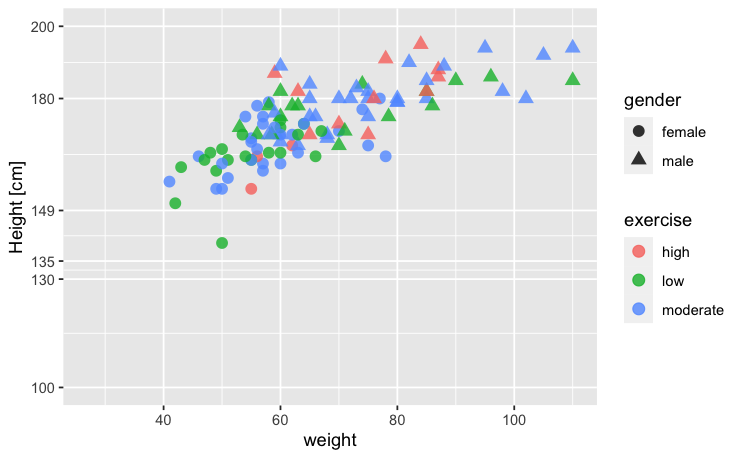 200
180
149
135
130
100
Height [cm]
40 60 80 100
weight
gender
female
male
exercise
high
low
moderate